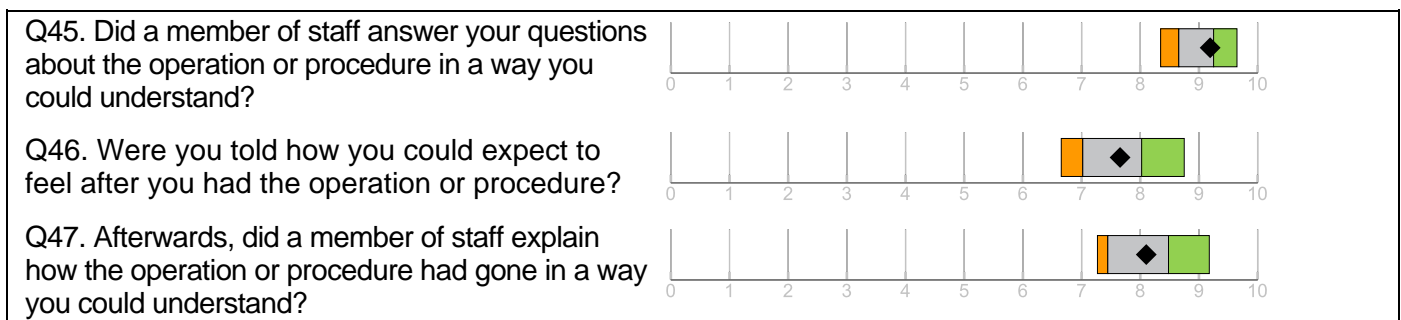 Q45. Did a member of staff answer your questions
about the operation or procedure in a way you
could understand?
0 1 2 3 4 5 6 7 8 9 10
Q46. Were you told how you could expect to
feel after you had the operation or procedure?
0 1 2 3 4 5 6 7 8 9 10
Q47. Afterwards, did a member of staff explain
how the operation or procedure had gone in a way
you could understand?
0 1 2 3 4 5 6 7 8 9 10